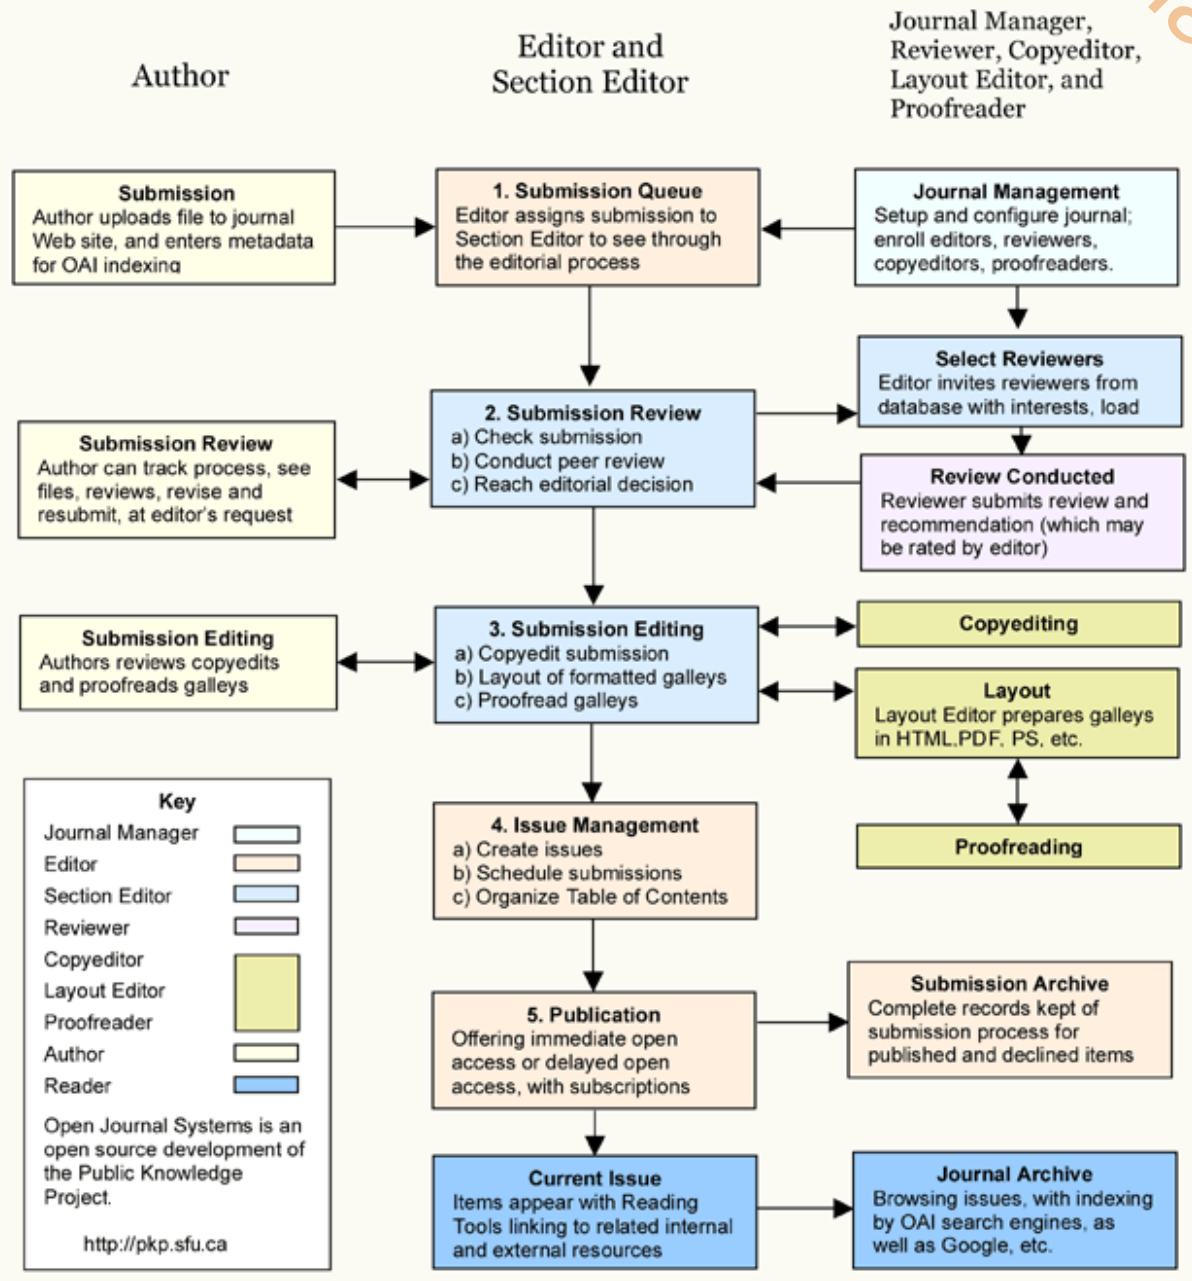 Author
Editor and
Section Editor
Journal Manager,
Reviewer, Copyeditor,
Layout Editor, and
Proofreader
Submission
Author uploads file to journal
Web site, and enters metadata
for OAI indexing
1. Submission Queue
Editor assigns submission to
Section Editor to see through
the editorial process
Journal Management
Setup and configure journal;
enroll editors, reviewers,
copyeditors, proofreaders.
Select Reviewers
Editor invites reviewers from
database with interests, load
2. Submission Review
a) Check submission
b) Conduct peer review
c) Reach editorial decision
Submission Review
Author can track process, see
files, reviews, revise and
resubmit, at editor's request
Review Conducted
Reviewer submits review and
recommendation (which may
be rated by editor)
3. Submission Editing
a) Copyedit submission
b) Layout of formatted galleys
c) Proofread galleys
Submission Editing
Authors reviews copyedits
and proofreads galleys
Copyediting
Layout
Layout Editor prepares galleys
in HTML,PDF, PS, etc.
Proofreading
Key
Journal Manager
Editor
Section Editor
Reviewer
Copyeditor
Layout Editor
Proofreader
Author
Reader
Open Journal Systems is an
open source development of
the Public Knowledge
Project.
http://pkp.sfu.ca
4. Issue Management
a) Create issues
b) Schedule submissions
c) Organize Table of Contents
5. Publication
Offering immediate open
access or delayed open
access, with subscriptions
Submission Archive
Complete records kept of
submission process for
published and declined items
Current Issue
Items appear with Reading
Tools linking to related internal
and external resources
Journal Archive
Browsing issues, with indexing
by OAI search engines, as
well as Google, etc.